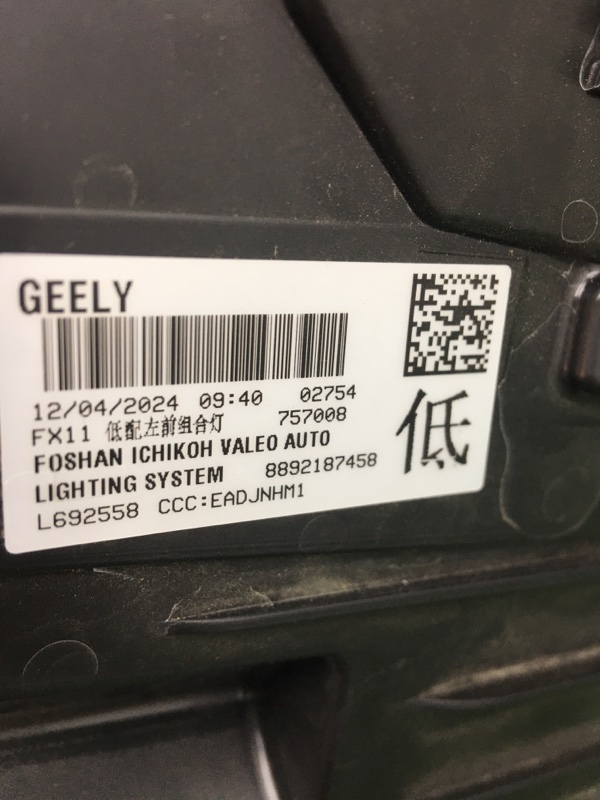 GEELY
12/04/2024 09:40 02754
FX11 低配左前组合灯 757008
FOSHAN ICHIKOH VALEO AUTO
LIGHTING SYSTEM 8892187458
L692558 CCC:EADJNHM1
低